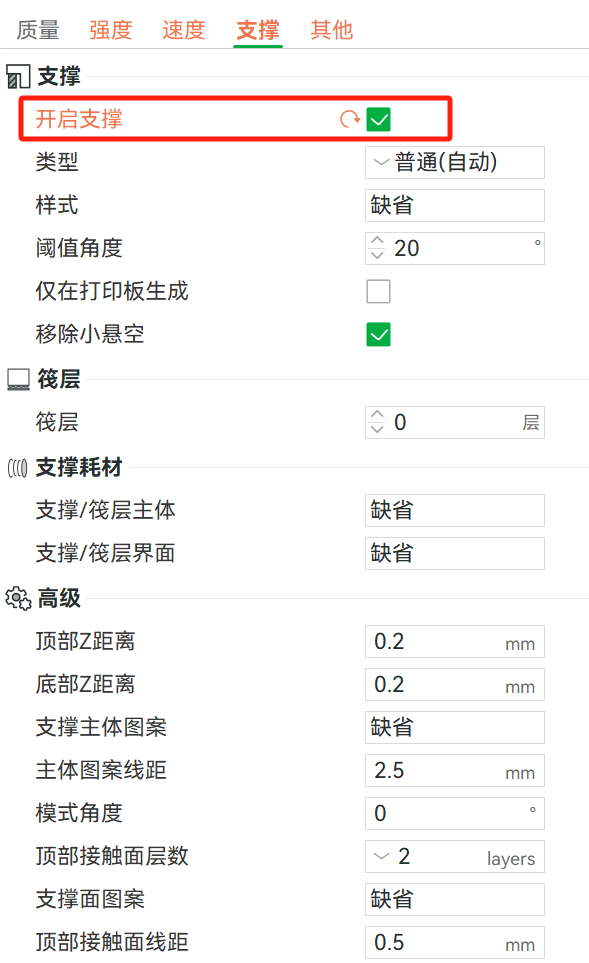 质量 强度 速度 支撑 其他
支撑
开启支撑
类型 普通(自动)
样式 缺省
阈值角度 20 °
仅在打印板生成
移除小悬空
筏层
筏层 0 层
支撑耗材
支撑/筏层主体 缺省
支撑/筏层界面 缺省
高级
顶部Z距离 0.2 mm
底部Z距离 0.2 mm
支撑主体图案 缺省
主体图案线距 2.5 mm
模式角度 0 °
顶部接触面层数 2 layers
支撑面图案 缺省
顶部接触面线距 0.5 mm